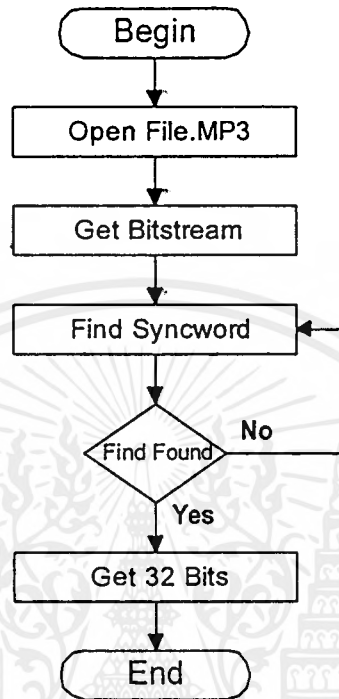 Begin
Open File.MP3
Get Bitstream
Find Syncword
Find Found
No
Yes
Get 32 Bits
End